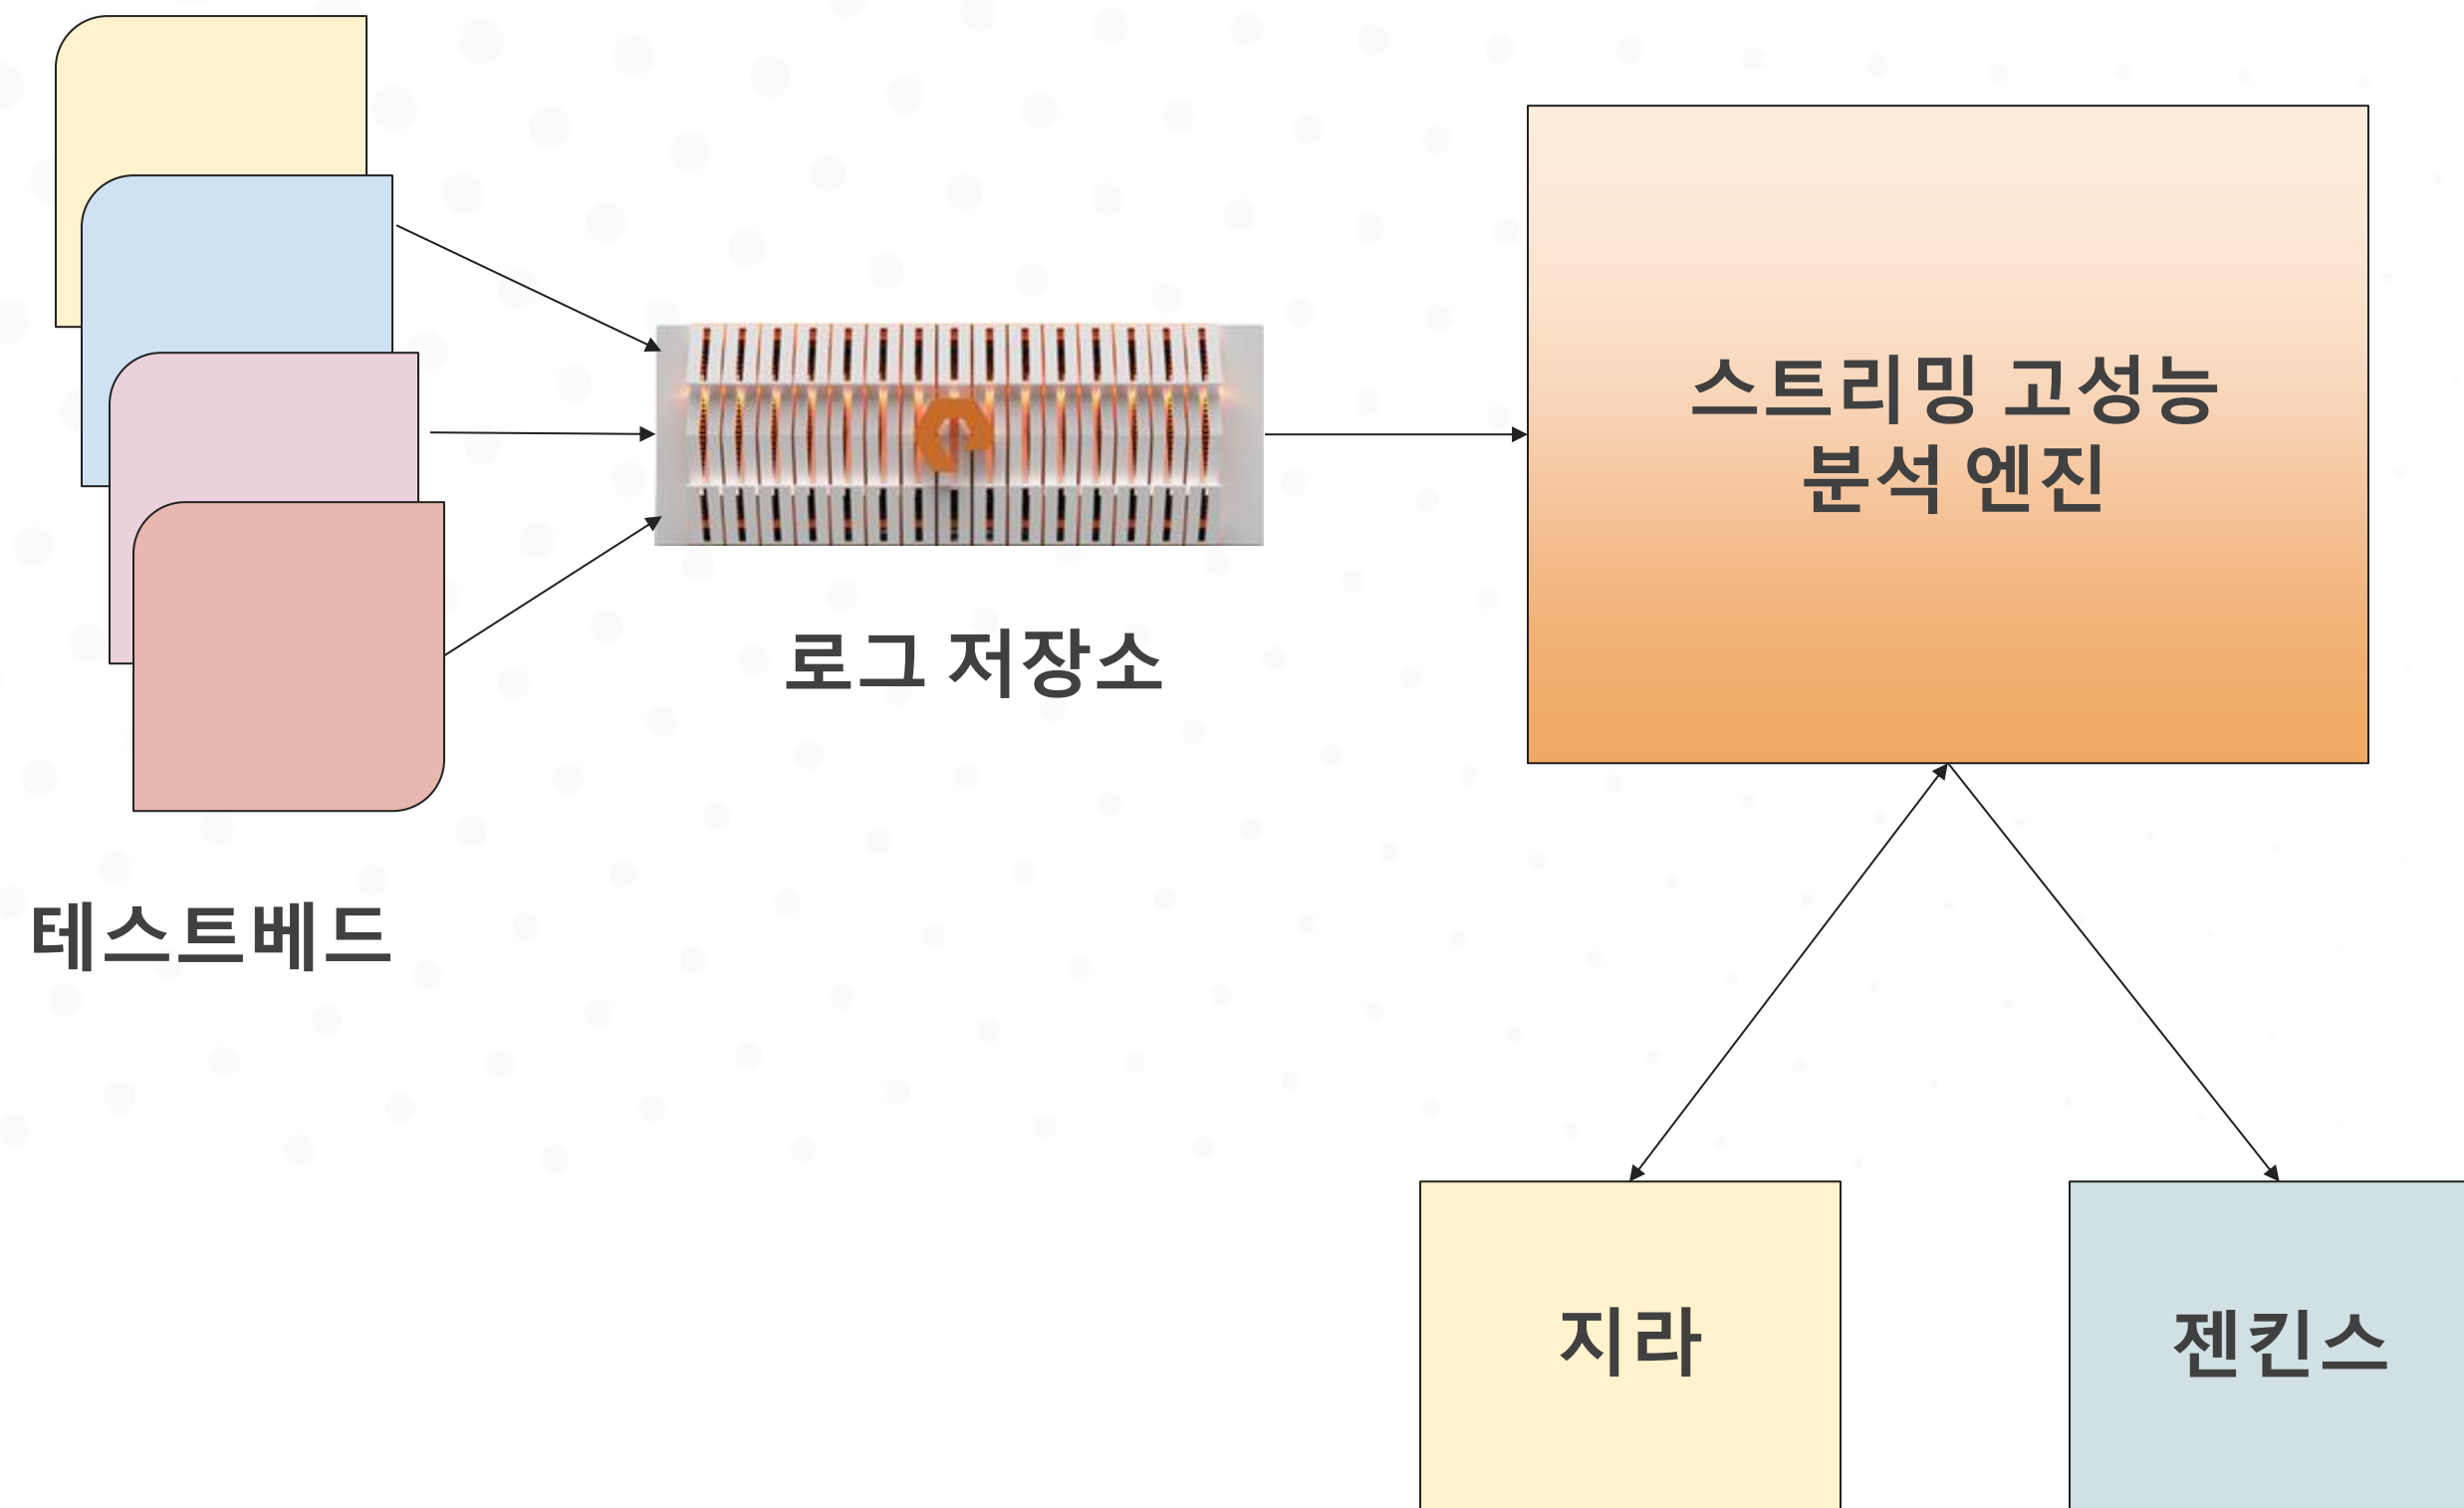 스트리밍 고성능
분석 엔진
로그 저장소
테스트베드
지라
젠킨스